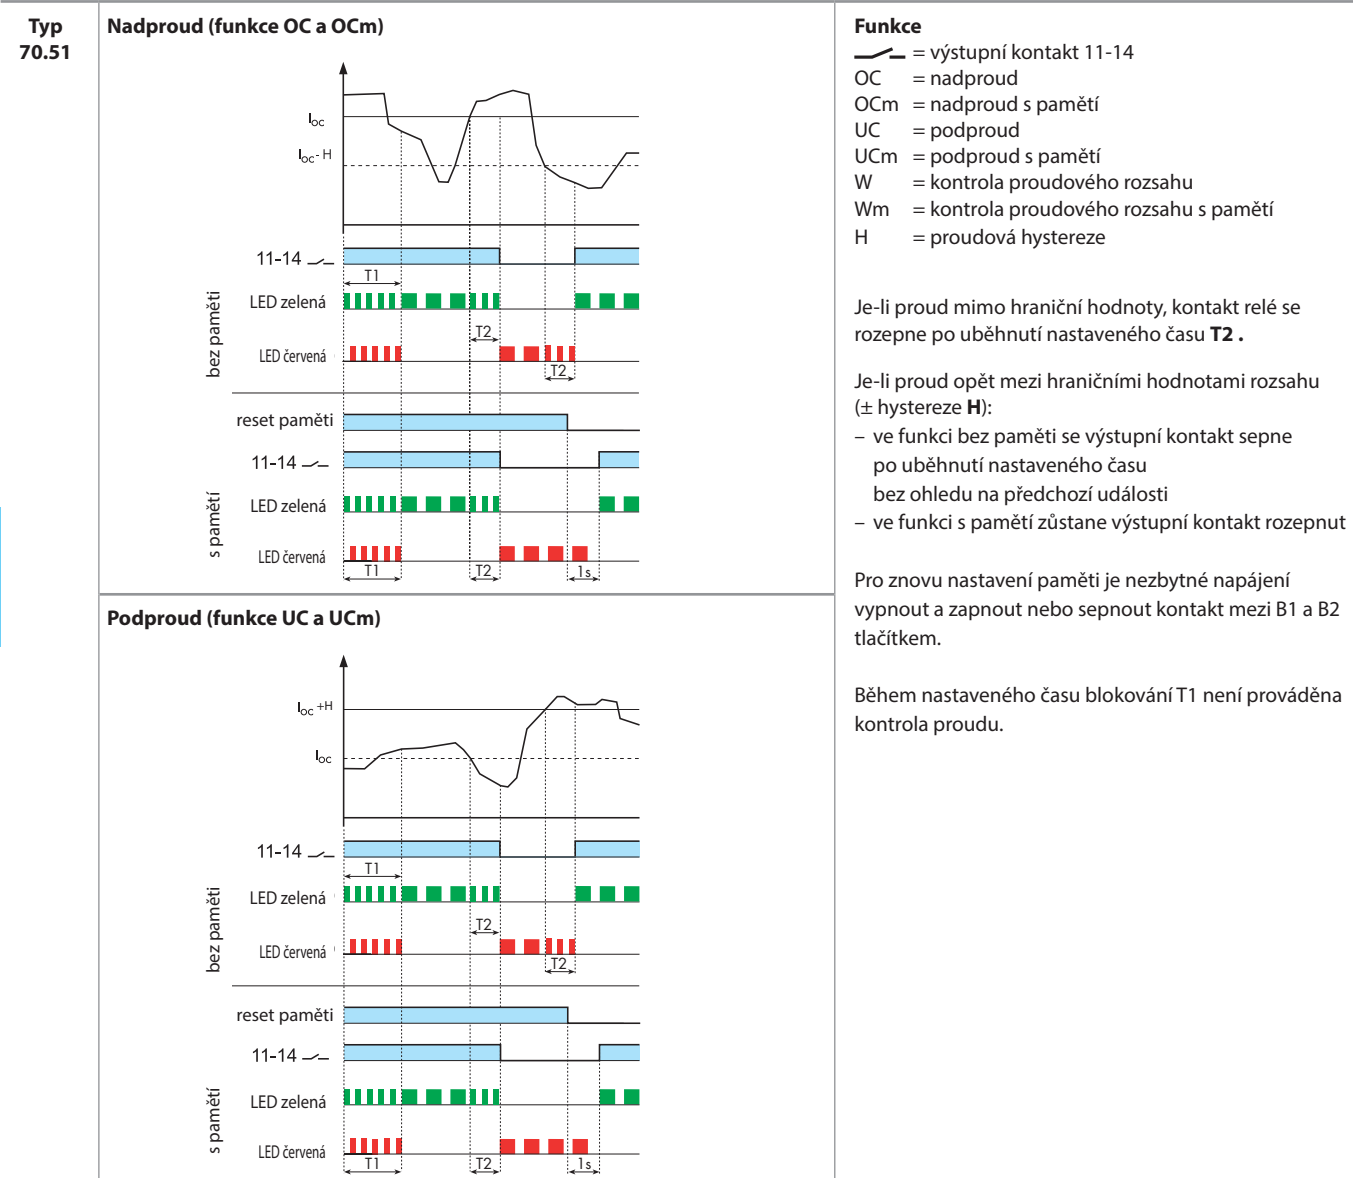 Typ
70.51
Nadproud (funkce OC a OCm)
IOC
IOC- H
11-14
T1
LED zelená
T2
LED červená
T2
bez paměti
reset paměti
11-14
LED zelená
LED červená
T1
T2
1s
s pamětí
Podproud (funkce UC a UCm)
IOC +H
IOC
11-14
T1
LED zelená
T2
LED červená
T2
bez paměti
reset paměti
11-14
LED zelená
LED červená
T1
T2
1s
s pamětí
Funkce
= výstupní kontakt 11-14
OC = nadproud
OCm = nadproud s pamětí
UC = podproud
UCm = podproud s pamětí
W = kontrola proudového rozsahu
Wm = kontrola proudového rozsahu s pamětí
H = proudová hystereze
Je-li proud mimo hraniční hodnoty, kontakt relé se
rozepne po uběhnutí nastaveného času T2 .
Je-li proud opět mezi hraničními hodnotami rozsahu
(± hystereze H):
– ve funkci bez paměti se výstupní kontakt sepne
po uběhnutí nastaveného času
bez ohledu na předchozí události
– ve funkci s pamětí zůstane výstupní kontakt rozepnut
Pro znovu nastavení paměti je nezbytné napájení
vypnout a zapnout nebo sepnout kontakt mezi B1 a B2
tlačítkem.
Během nastaveného času blokování T1 není prováděna
kontrola proudu.